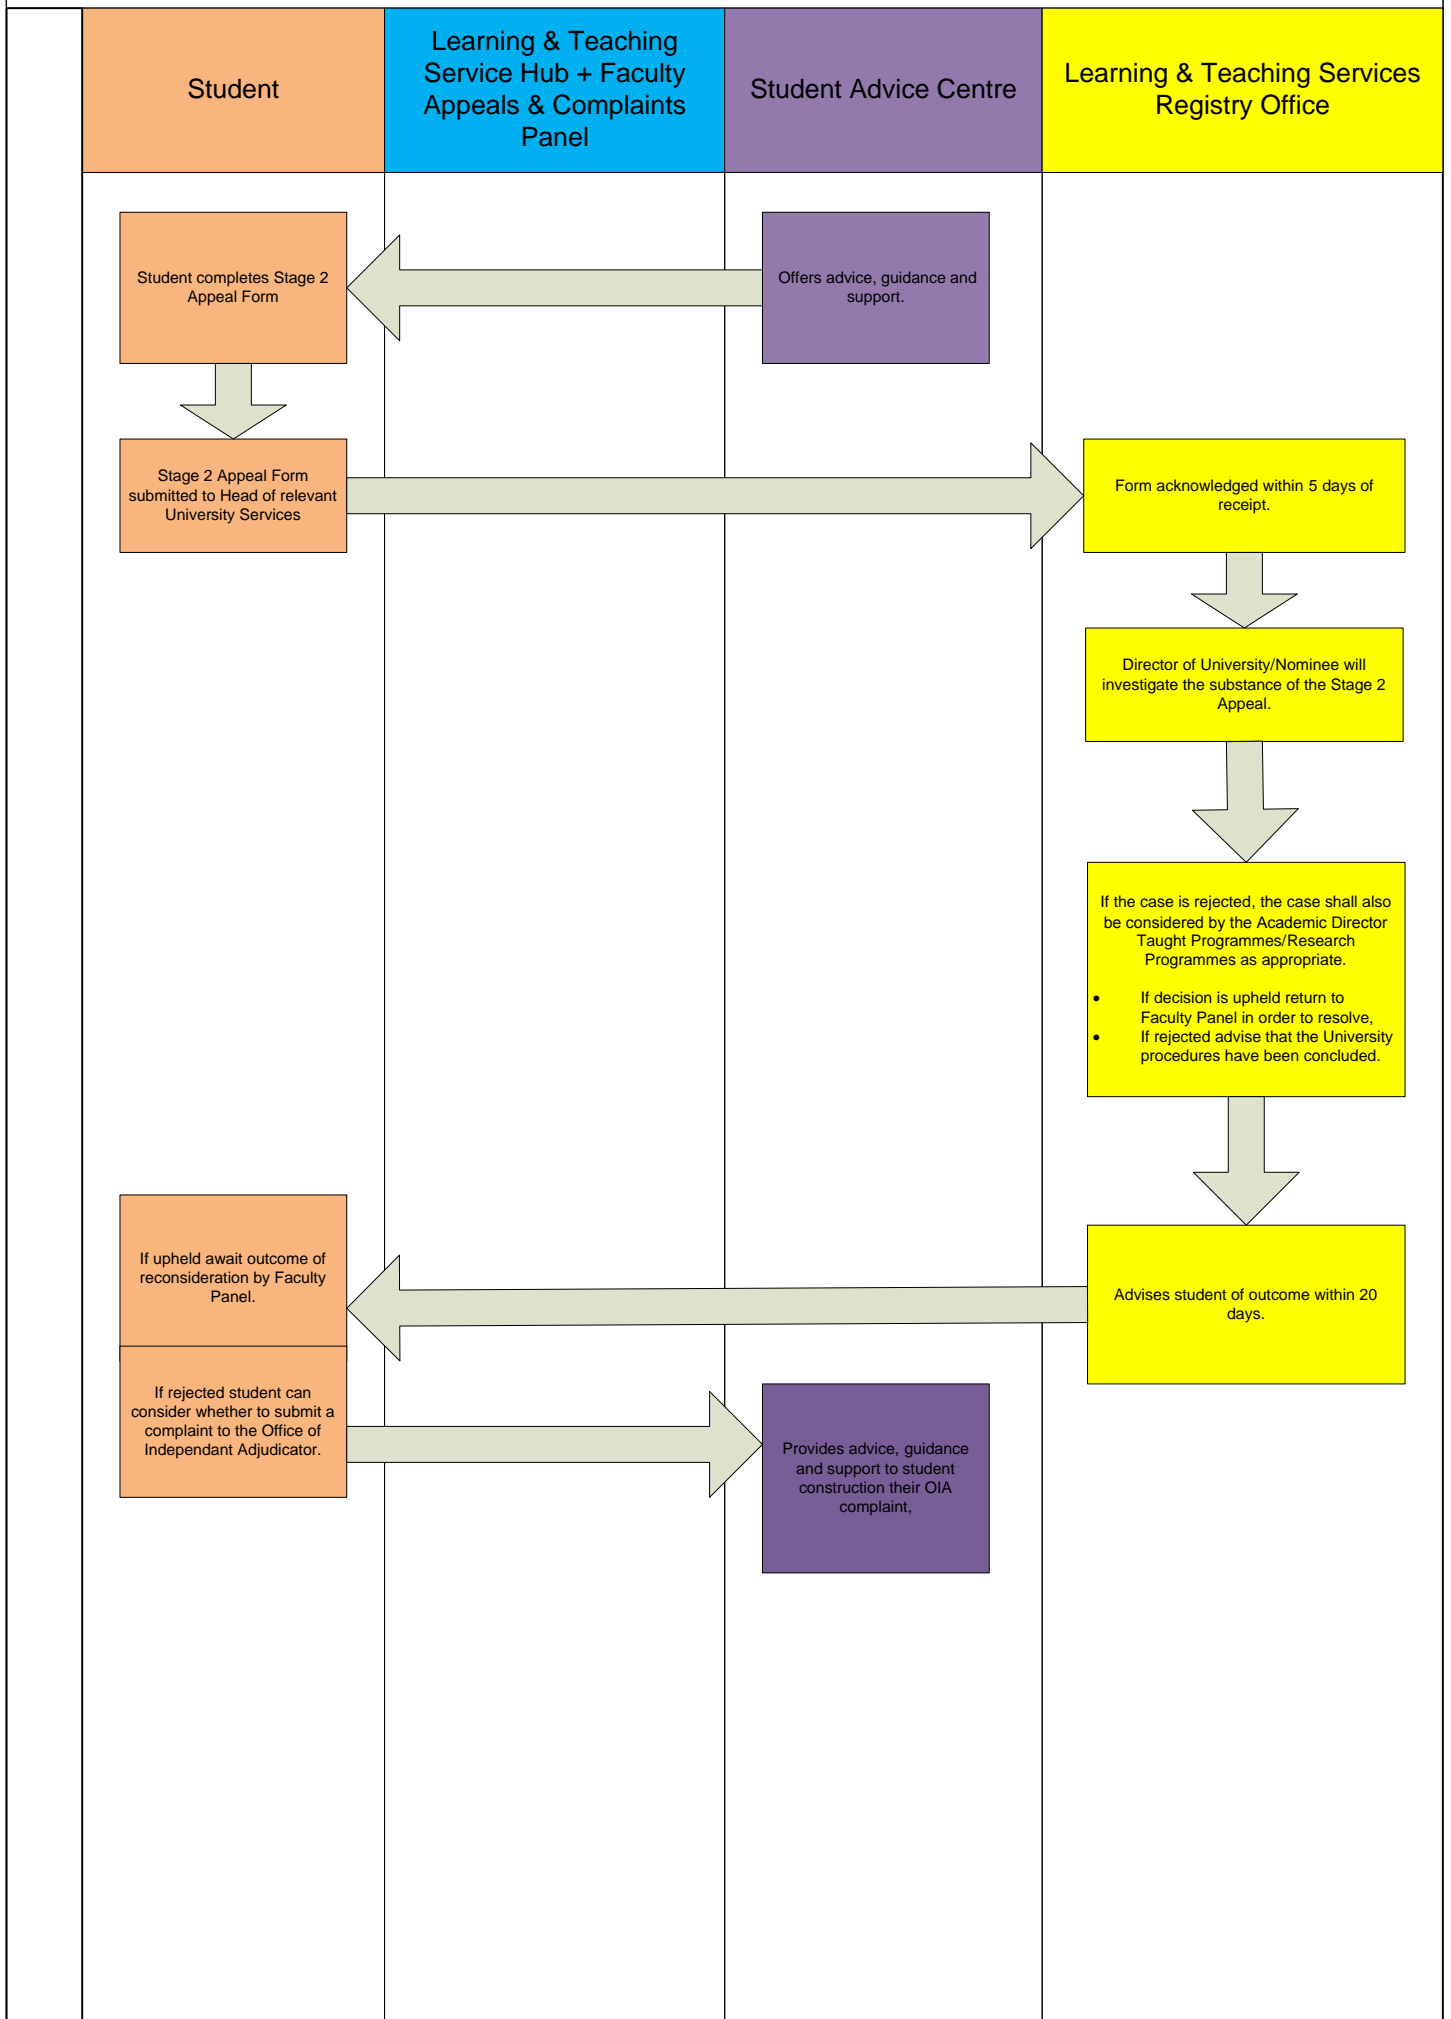 Student
Learning & Teaching
Service Hub + Faculty
Appeals & Complaints
Panel
Student Advice Centre
Learning & Teaching Services
Registry Office
Student completes Stage 2
Appeal Form
Offers advice, guidance and
support.
Stage 2 Appeal Form
submitted to Head of relevant
University Services
Form acknowledged within 5 days of
receipt.
Director of University/Nominee will
investigate the substance of the Stage 2
Appeal.
If the case is rejected, the case shall also
be considered by the Academic Director
Taught Programmes/Research
Programmes as appropriate.
• If decision is upheld return to
Faculty Panel in order to resolve,
• If rejected advise that the University
procedures have been concluded.
If upheld await outcome of
reconsideration by Faculty
Panel.
Advises student of outcome within 20
days.
If rejected student can
consider whether to submit a
complaint to the Office of
Independant Adjudicator.
Provides advice, guidance
and support to student
construction their OIA
complaint,